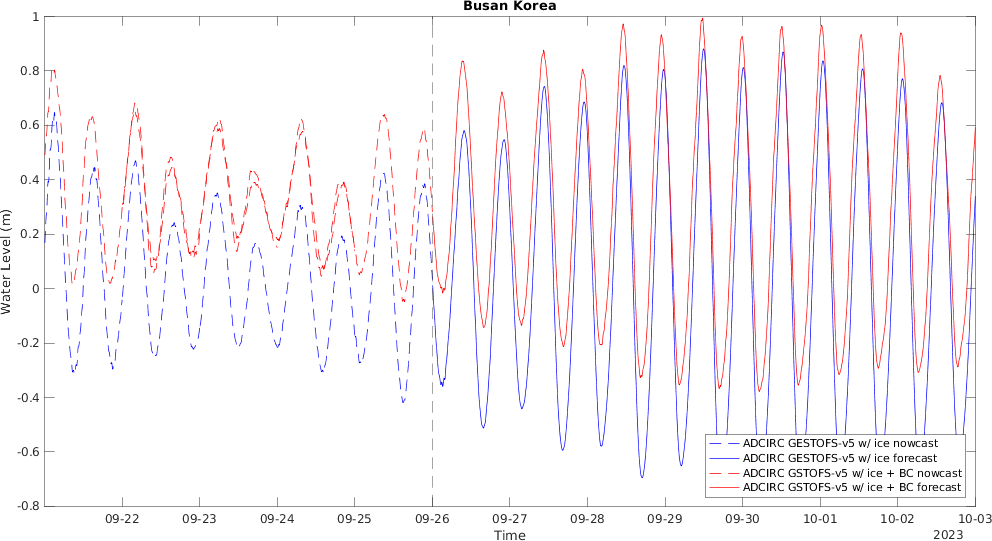 Busan Korea
1
0.8
0.6
0.4
0.2
0
-0.2
-0.4
-0.6
-0.8
Water Level (m)
ADCIRC GESTOFS-v5 w/ ice nowcast
ADCIRC GESTOFS-v5 w/ ice forecast
ADCIRC GSTOFS-v5 w/ ice + BC nowcast
ADCIRC GSTOFS-v5 w/ ice + BC forecast
09-22 09-23 09-24 09-25 09-26 09-27 09-28 09-29 09-30 10-01 10-02 10-03
Time
2023